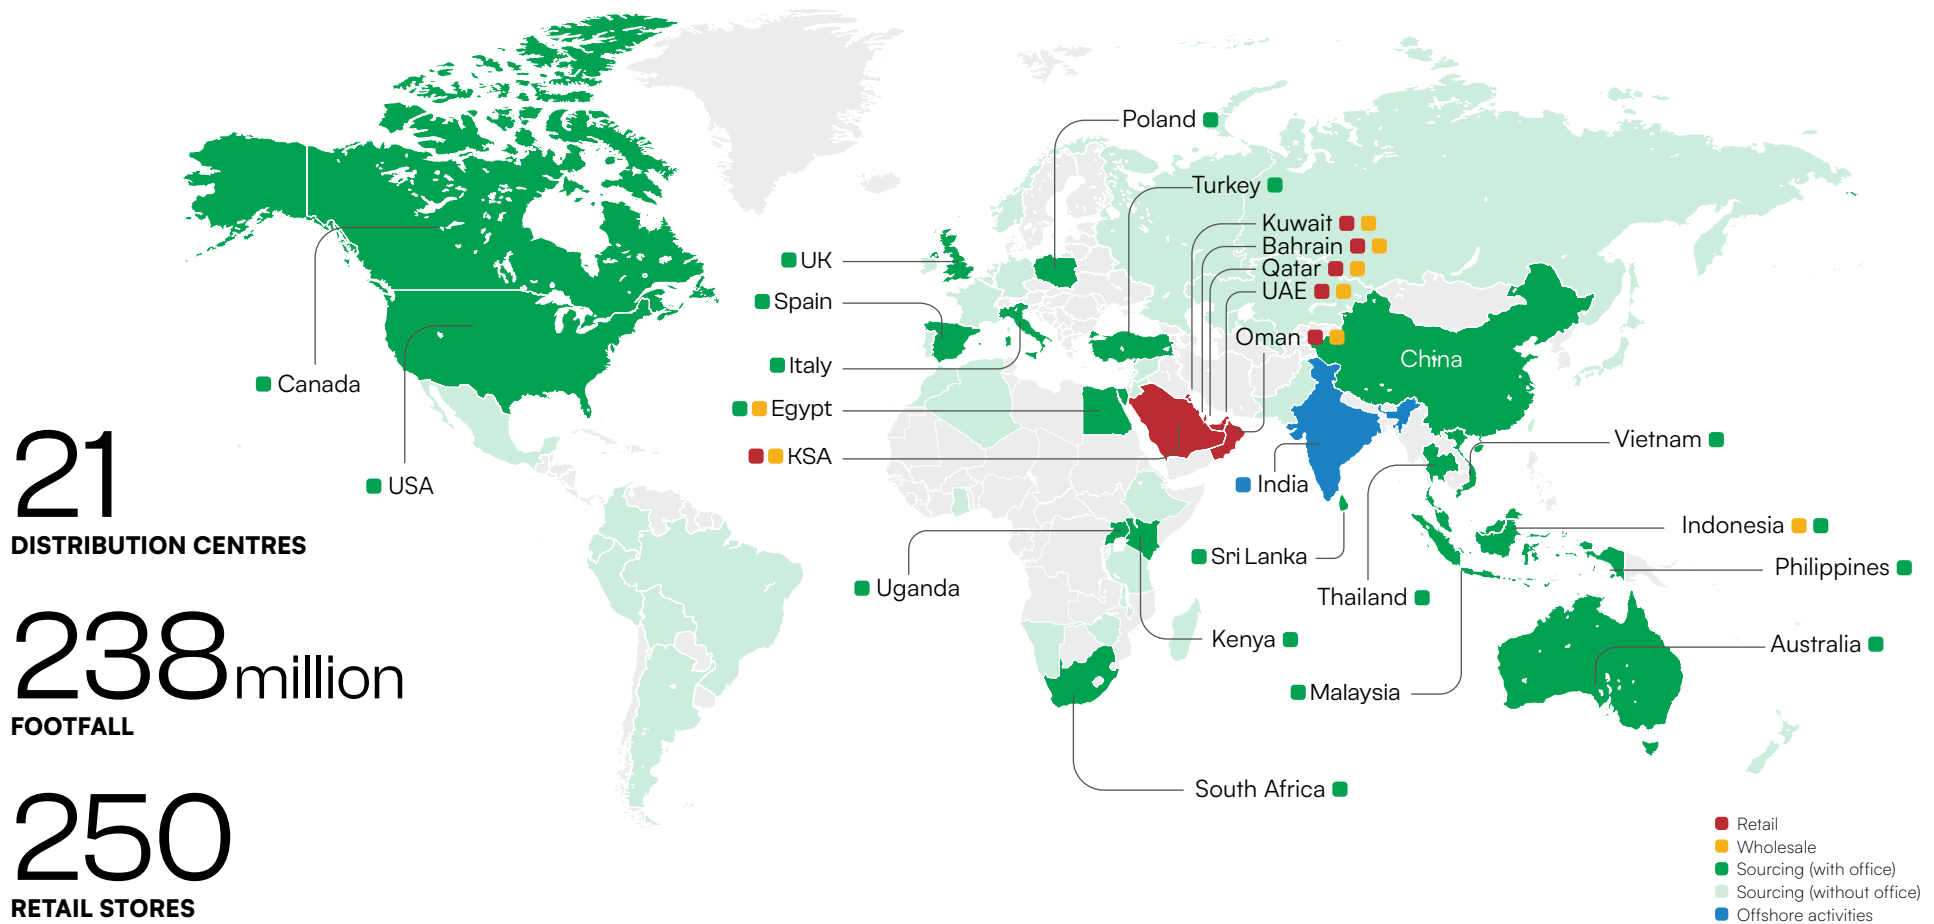 Poland
Turkey
Kuwait
Bahrain
Qatar
UAE
Oman
China
UK
Spain
Italy
Egypt
KSA
Canada
USA
India
Vietnam
Indonesia
Philippines
Sri Lanka
Thailand
Uganda
Kenya
Malaysia
Australia
South Africa
21
DISTRIBUTION CENTRES
238 million
FOOTFALL
250
RETAIL STORES
Retail
Wholesale
Sourcing (with office)
Sourcing (without office)
Offshore activities